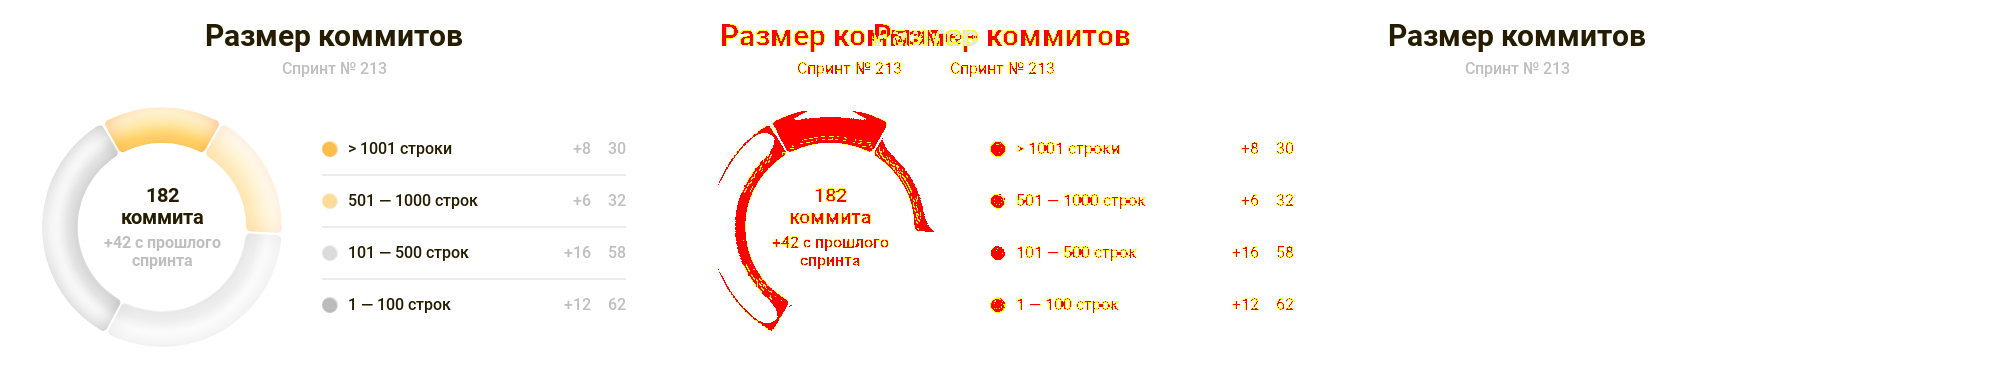 Размер коммитов
Спринт № 213
182
коммита
+42 с прошлого
спринта
> 1001 строки +8 30
501 — 1000 строк +6 32
101 — 500 строк +16 58
1 — 100 строк +12 62
Размер коммитов
Размер коммитов
Спринт № 213
Спринт № 213
182
коммита
+42 с прошлого
спринта
> 1001 строки +8 30
501 — 1000 строк +6 32
101 — 500 строк +16 58
1 — 100 строк +12 62
Размер коммитов
Спринт № 213